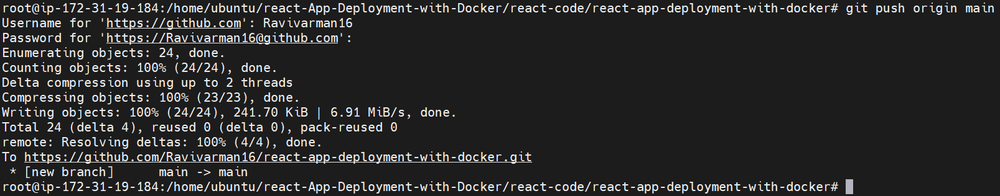 root@ip-172-31-19-184:/home/ubuntu/react-App-Deployment-with-Docker/react-code/react-app-deployment-with-docker# git push origin main
Username for 'https://github.com': Ravivarman16
Password for 'https://Ravivarman16@github.com':
Enumerating objects: 24, done.
Counting objects: 100% (24/24), done.
Delta compression using up to 2 threads
Compressing objects: 100% (23/23), done.
Writing objects: 100% (24/24), 241.70 KiB | 6.91 MiB/s, done.
Total 24 (delta 4), reused 0 (delta 0), pack-reused 0
remote: Resolving deltas: 100% (4/4), done.
To https://github.com/Ravivarman16/react-app-deployment-with-docker.git
 * [new branch]      main -> main
root@ip-172-31-19-184:/home/ubuntu/react-App-Deployment-with-Docker/react-code/react-app-deployment-with-docker#